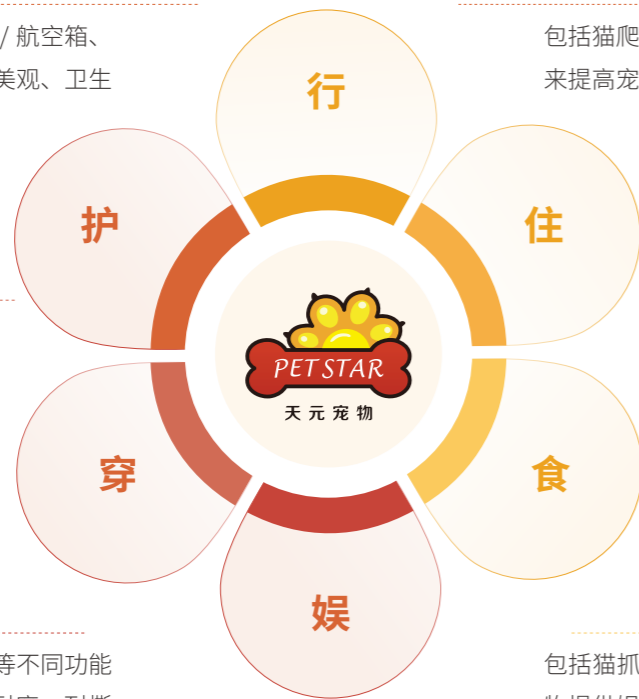 / 航空箱、
美观、卫生
包括猫爬
来提高宠
行
护
住
PET STAR
天元宠物
穿
食
娱
等不同功能
包括猫抓